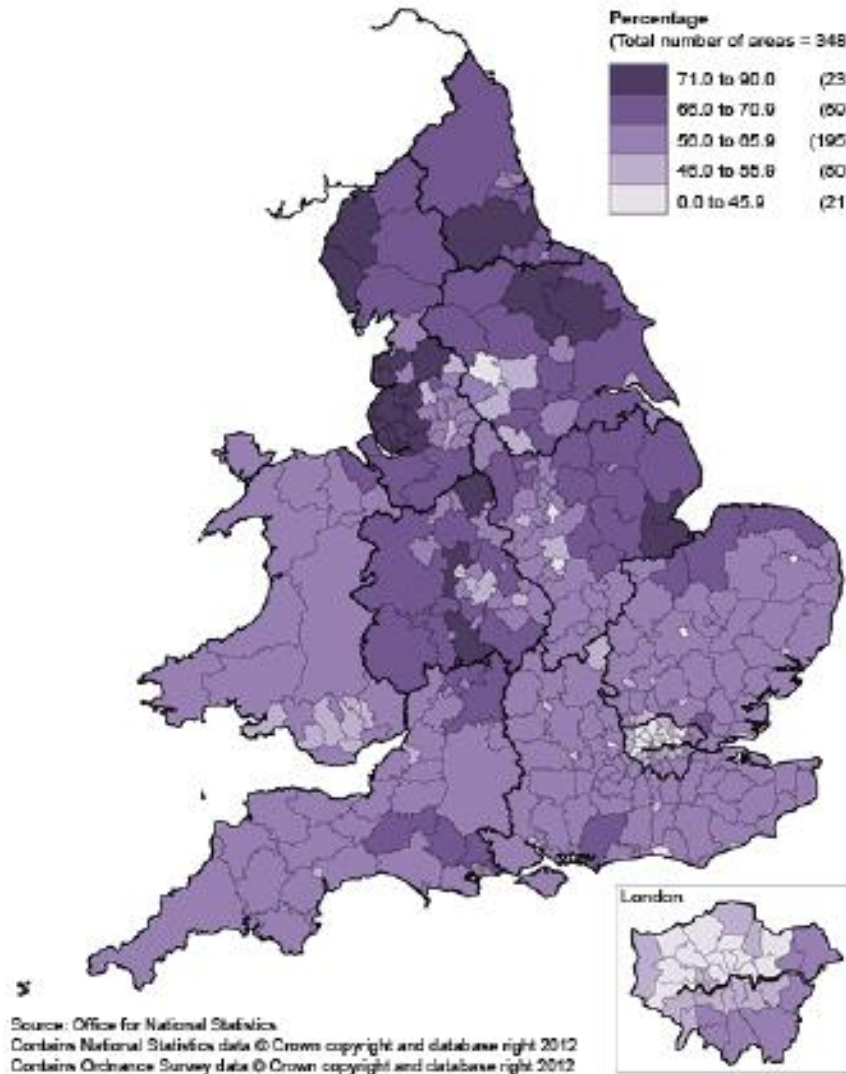 Percentage
(Total number of areas = 348
71.0 to 90.0 (23
66.0 to 70.9 (59
56.0 to 65.9 (195
46.0 to 55.9 (50
0.0 to 45.9 (21
London
Source: Office for National Statistics
Contains National Statistics data © Crown copyright and database right 2012
Contains Ordnance Survey data © Crown copyright and database right 2012